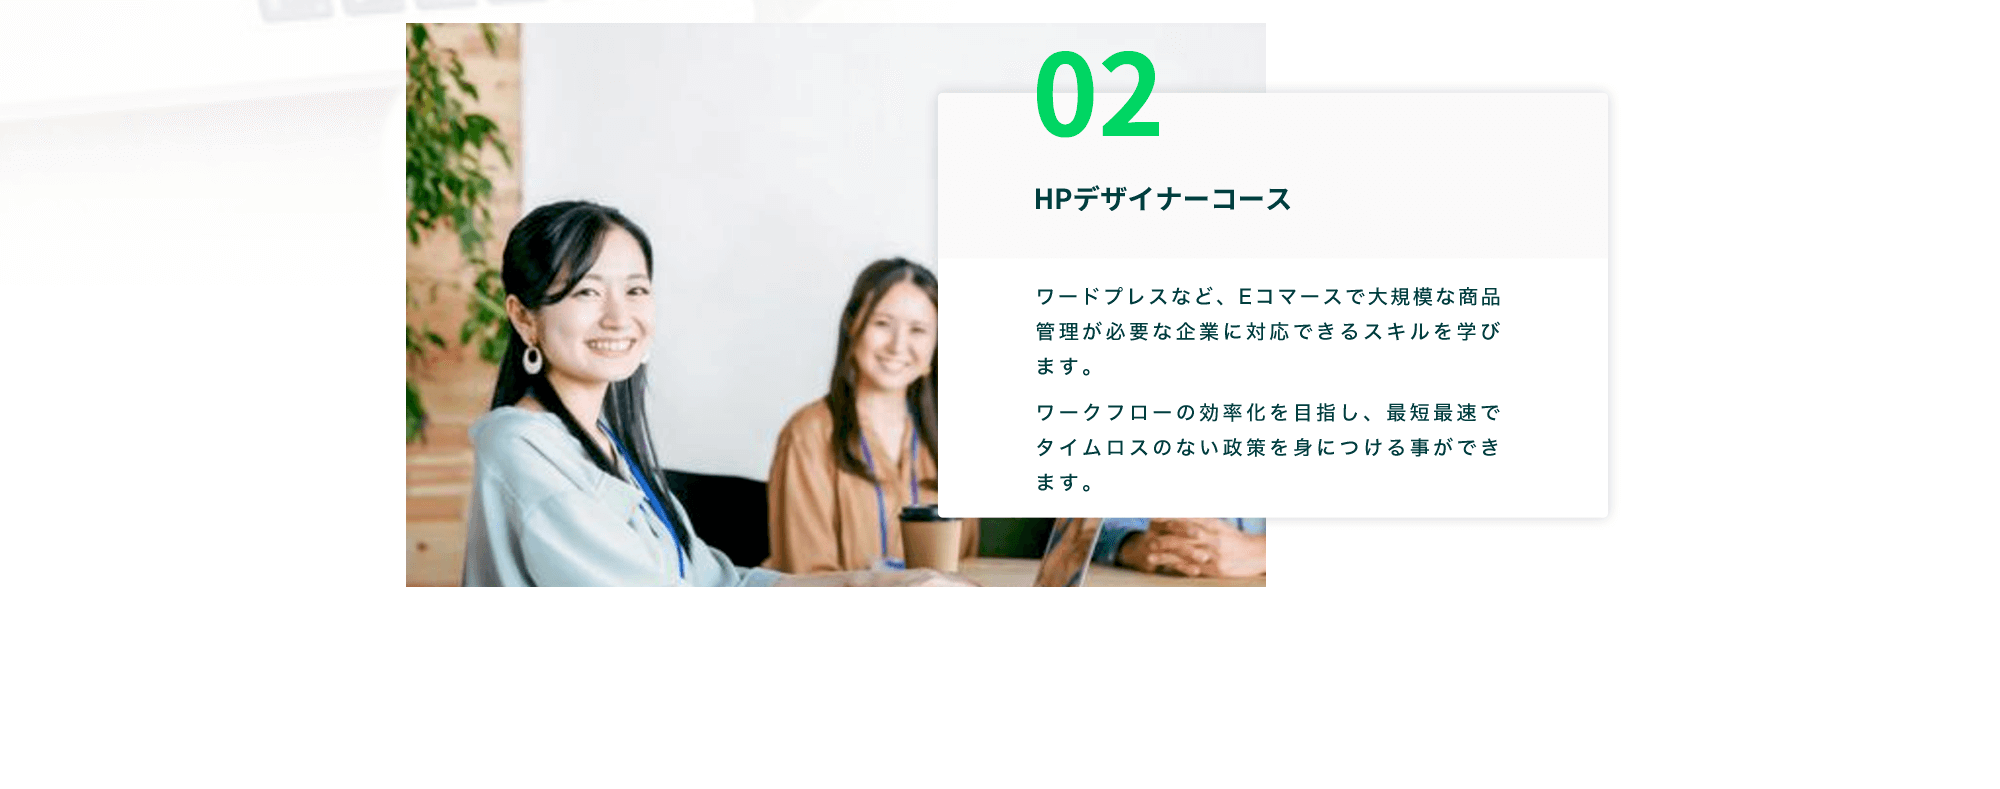 02
HPデザイナーコース
ワードプレスなど、Eコマースで大規模な商品
管理が必要な企業に対応できるスキルを学び
ます。
ワークフローの効率化を目指し、最短最速で
タイムロスのない政策を身につける事ができ
ます。